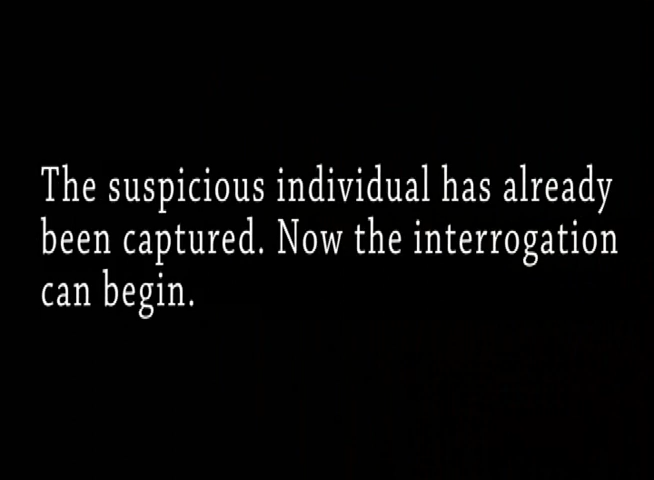 The suspicious individual has already
been captured. Now the interrogation
can begin.